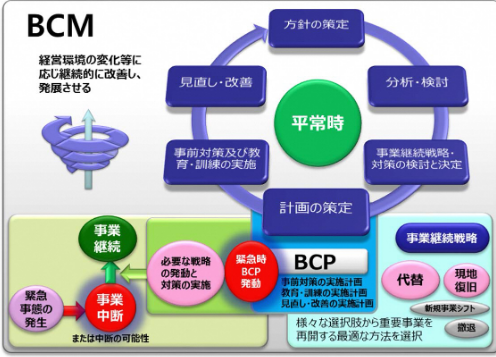 BCM
経営環境の変化等に
応じ継続的に改善し、
発展させる
方針の策定
分析・検討
事業継続戦略・
対策の検討と決定
計画の策定
事前対策及び教
育・訓練の実施
見直し・改善
平常時
事業
継続
緊急
事態の
発生
事業
中断
または中断の可能性
必要な戦略
の発動と
対策の実施
緊急時
BCP
発動
BCP
事前対策の実施計画
教育・訓練の実施計画
見直し・改善の実施計画
事業継続戦略
代替
現地
復旧
新規事業シフト
撤退
様々な選択肢から重要事業を
再開する最適な方法を選択